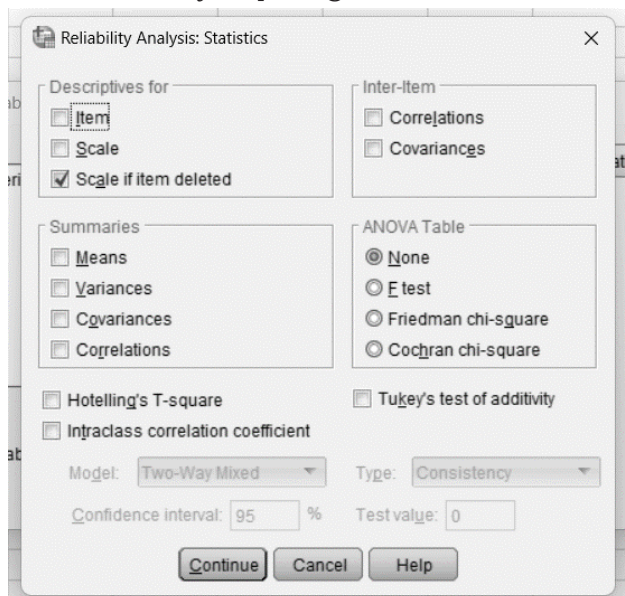 Reliability Analysis: Statistics
Descriptives for
Item
Scale
Scale if item deleted
Inter-Item
Correlations
Covariances
Summaries
Means
Variances
Covariances
Correlations
ANOVA Table
None
F test
Friedman chi-square
Cochran chi-square
Hotelling's T-square
Tukey's test of additivity
Intraclass correlation coefficient
Model: Two-Way Mixed Type: Consistency
Confidence interval: 95 % Test value: 0
Continue Cancel Help